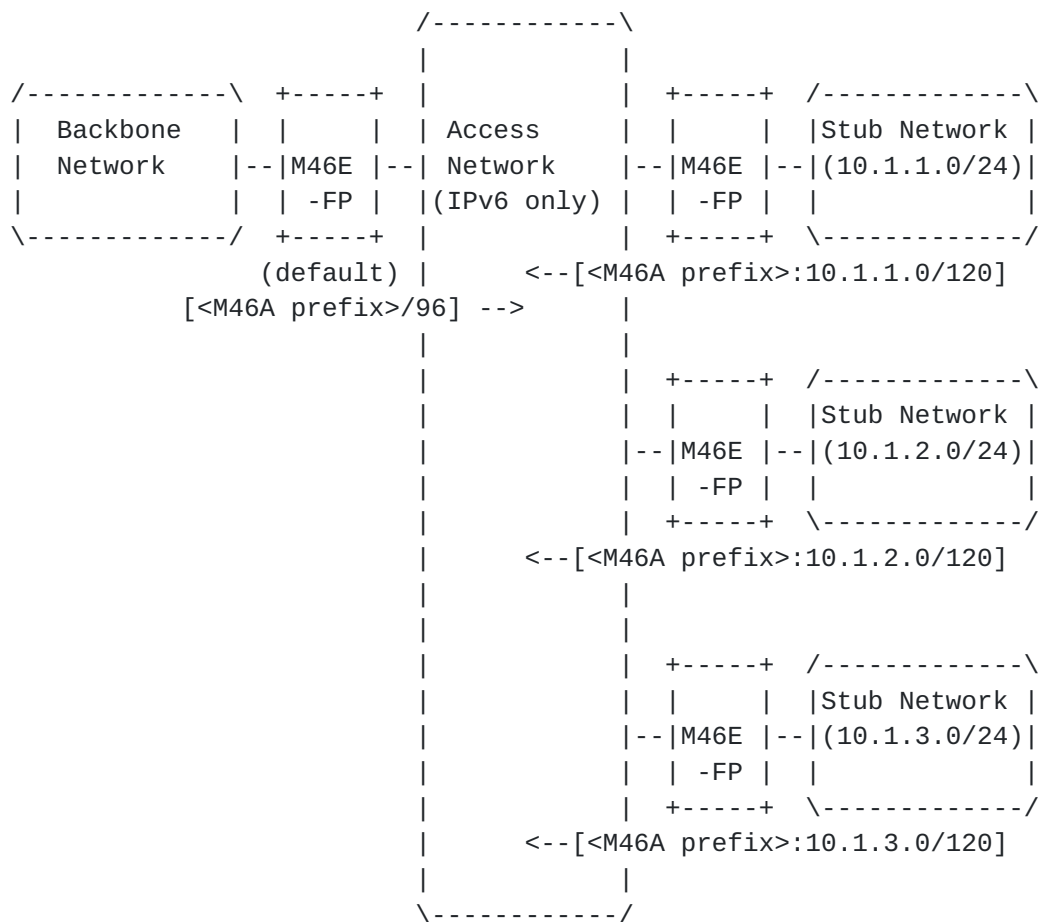 Backbone Access Stub Network
Network M46E Network M46E (10.1.1.0/24)
-FP (IPv6 only) -FP
(default) <--[<M46A prefix>:10.1.1.0/120]
[<M46A prefix>/96] -->
Stub Network
M46E (10.1.2.0/24)
-FP
<--[<M46A prefix>:10.1.2.0/120]
Stub Network
M46E (10.1.3.0/24)
-FP
<--[<M46A prefix>:10.1.3.0/120]